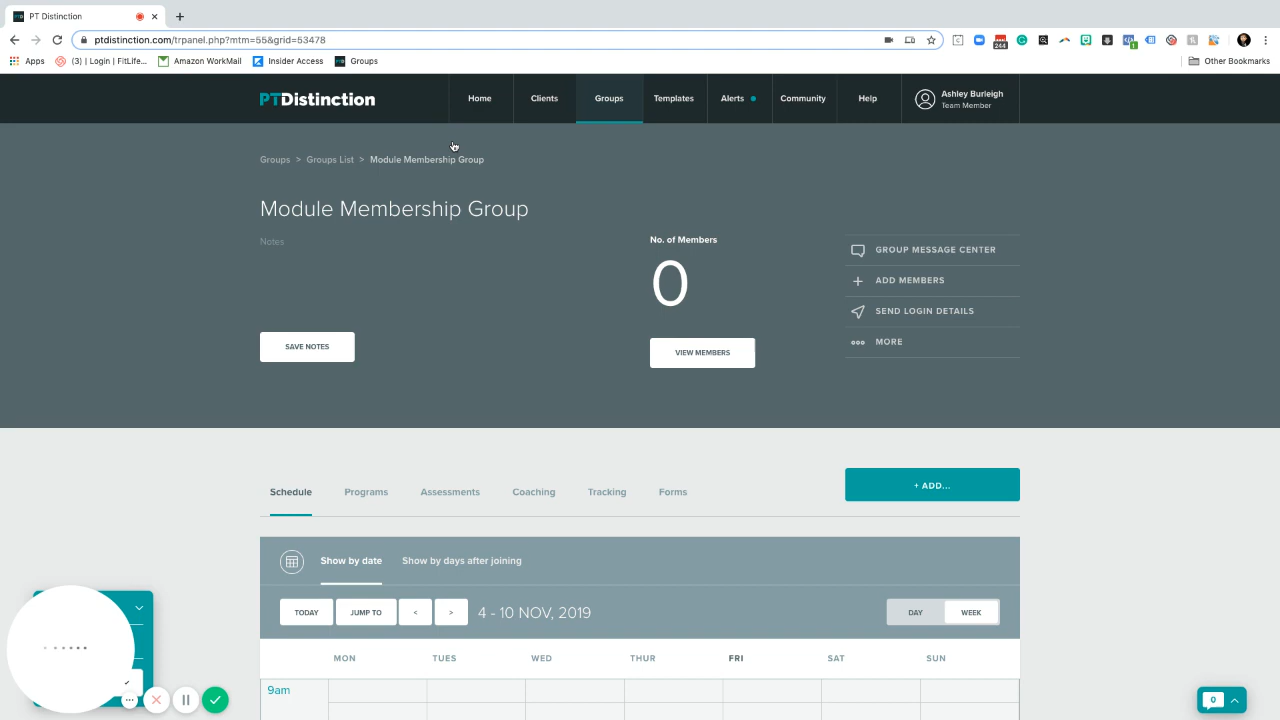 PT Distinction
ptdistinction.com/trpanel.php?mtm=55&grid=53478
244
1
Apps
(3) | Login | FitLife...
Amazon WorkMail
Insider Access
Groups
Other Bookmarks
PTDistinction
Home
Clients
Groups
Templates
Alerts
Community
Help
Ashley Burleigh
Team Member
Groups > Groups List > Module Membership Group
Module Membership Group
Notes
No. of Members
0
GROUP MESSAGE CENTER
ADD MEMBERS
SEND LOGIN DETAILS
MORE
SAVE NOTES
VIEW MEMBERS
Schedule
Programs
Assessments
Coaching
Tracking
Forms
+ ADD...
Show by date
Show by days after joining
TODAY
JUMP TO
<
>
4 - 10 NOV, 2019
DAY
WEEK
MON
TUES
WED
THUR
FRI
SAT
SUN
9am
0